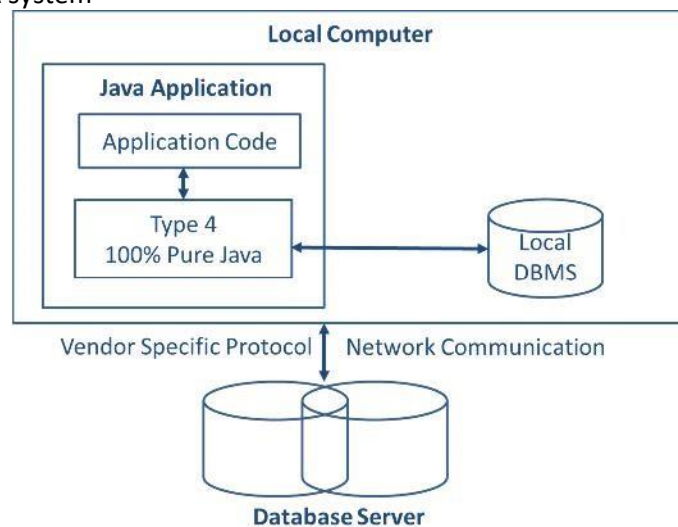 system
Local Computer
Java Application
Application Code
Type 4
100% Pure Java
Local
DBMS
Vendor Specific Protocol
Network Communication
Database Server